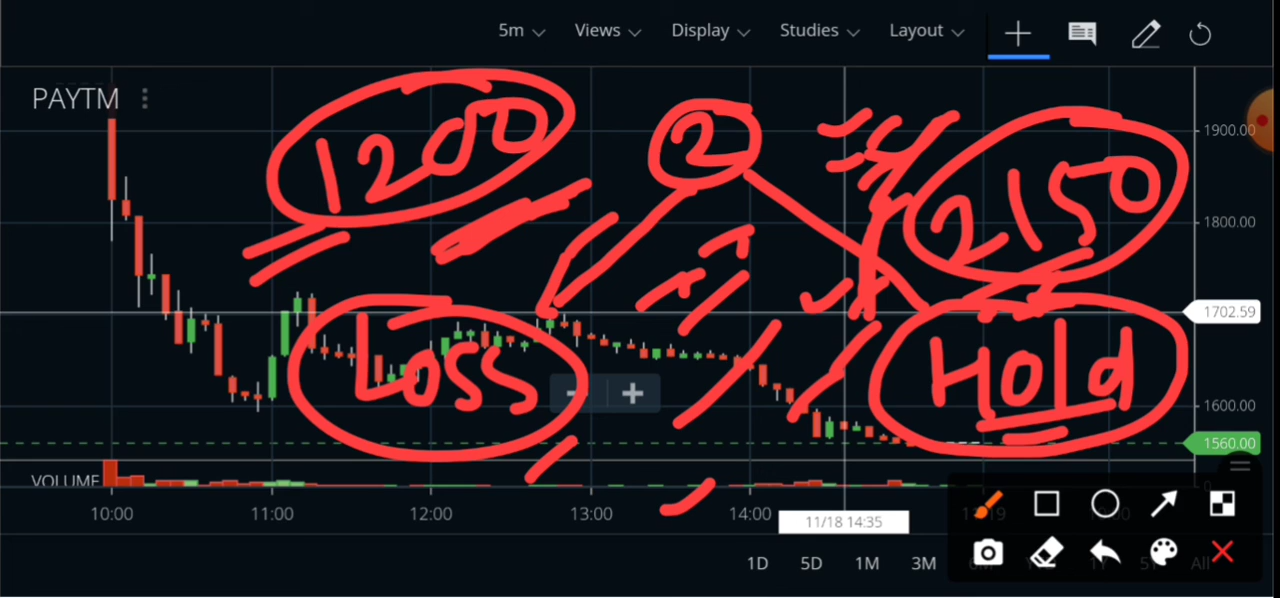 5m Views Display Studies Layout
PAYTM
1900.00
1200
2
2150
1800.00
1702.59
LOSS
Hold
1600.00
1560.00
VOLUME
0
10:00 11:00 12:00 13:00 14:00
11/18 14:35
1D 5D 1M 3M
All